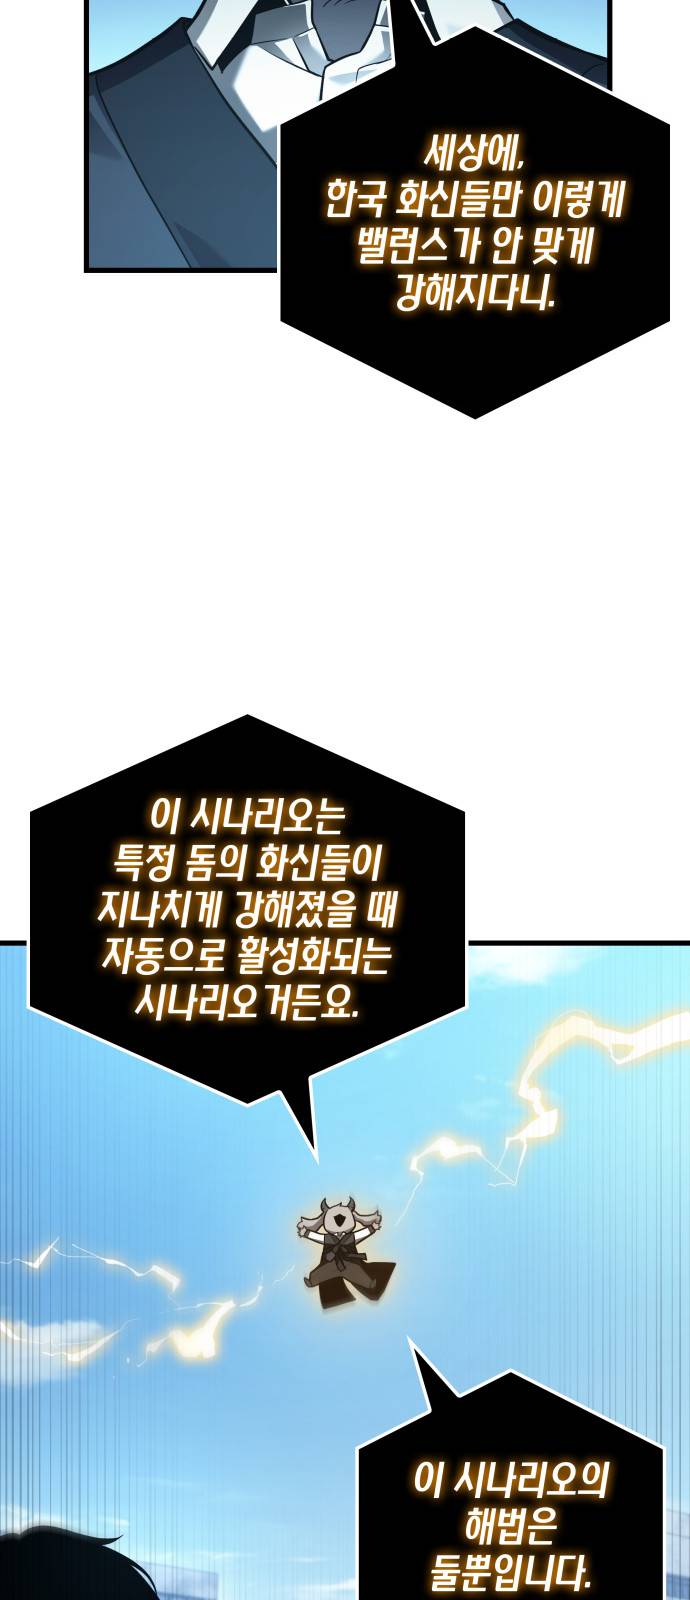 세상에,
한국 화신들만 이렇게
밸런스가 안 맞게
강해지다니.
이 시나리오는
특정 돔의 화신들이
지나치게 강해졌을 때
자동으로 활성화되는
시나리오거든요.
이 시나리오의
해법은
둘뿐입니다.